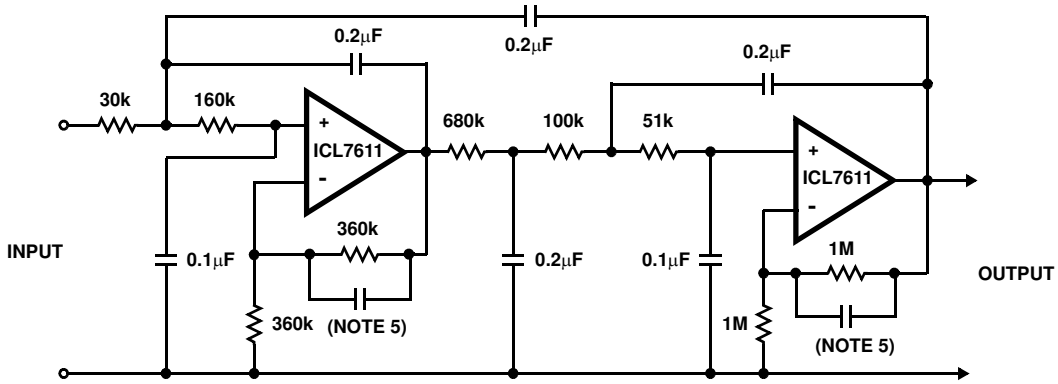 0.2µF
0.2µF
0.2µF
30k
160k
680k
100k
51k
+
ICL7611
-
+
ICL7611
-
INPUT
0.1µF
360k
0.2µF
0.1µF
1M
OUTPUT
360k
(NOTE 5)
1M
(NOTE 5)